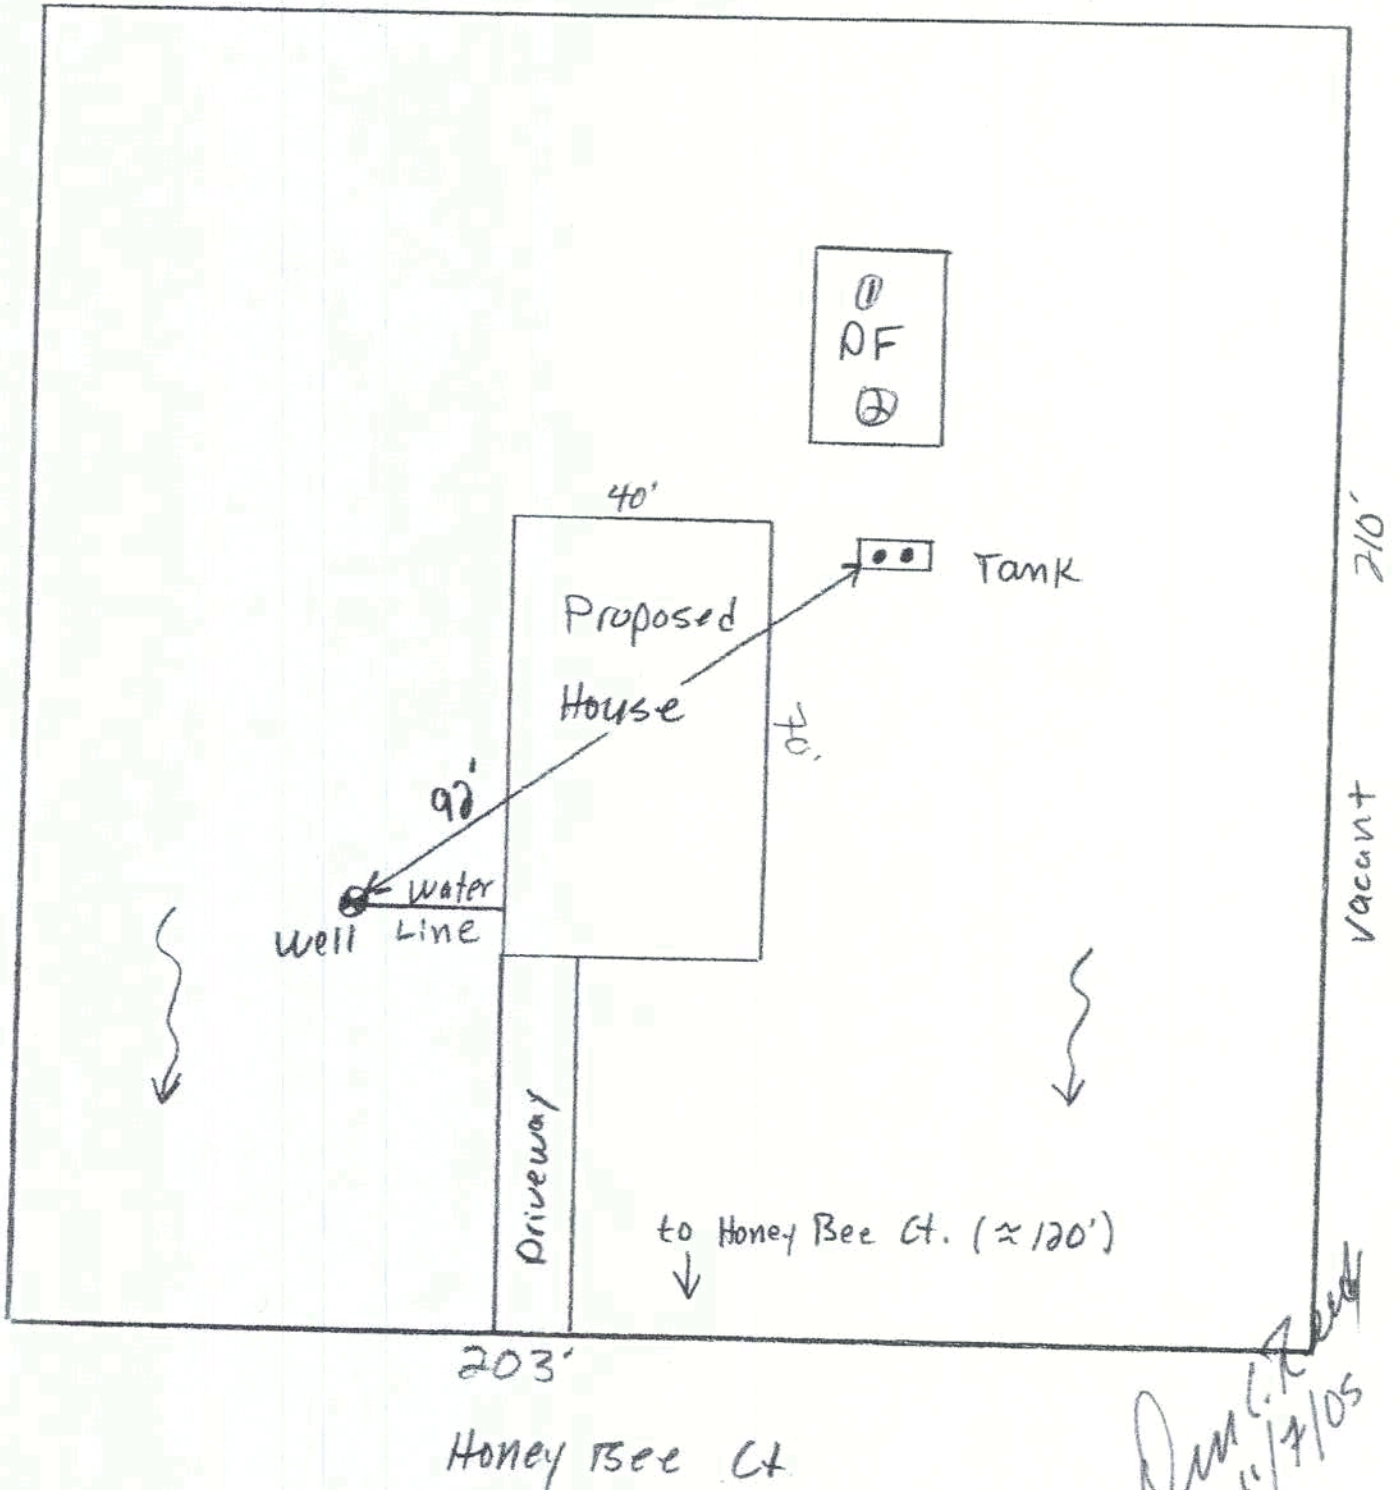 ①
DF
②
40'
210'
Tank
Proposed
House
70'
92'
Vacant
Water
Line
Well
Driveway
to Honey Bee Ct. (≈120')
203'
Honey Bee Ct
11/7/05